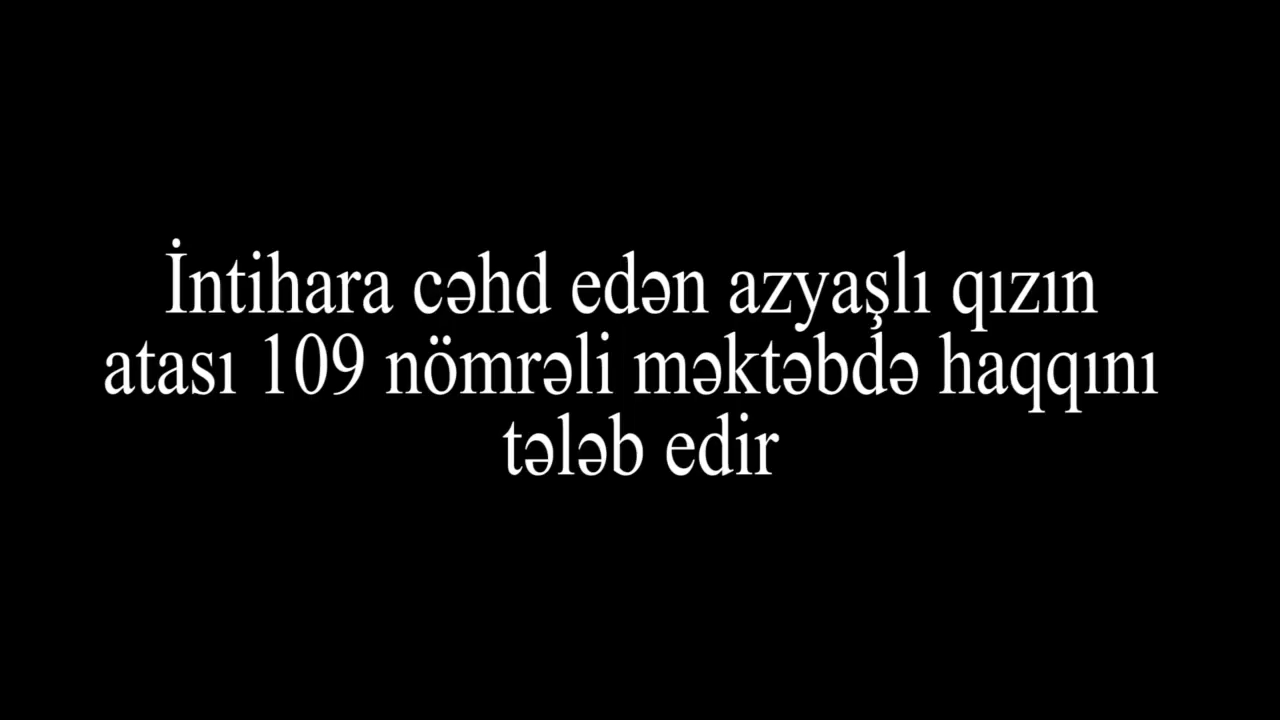 İntihara cəhd edən azyaşlı qızın
atası 109 nömrəli məktəbdə haqqını
tələb edir